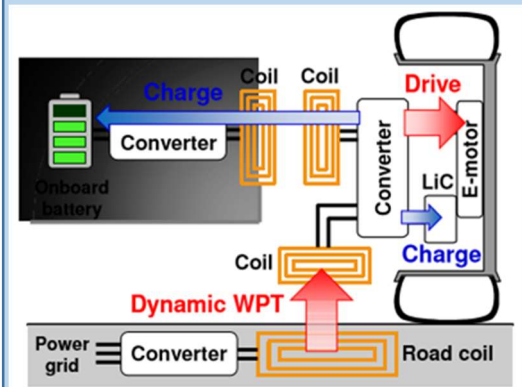 Coil
Coil
Charge
Drive
Converter
Onboard
battery
Converter
LiC
E-motor
Charge
Coil
Dynamic WPT
Power
grid
Converter
Road coil